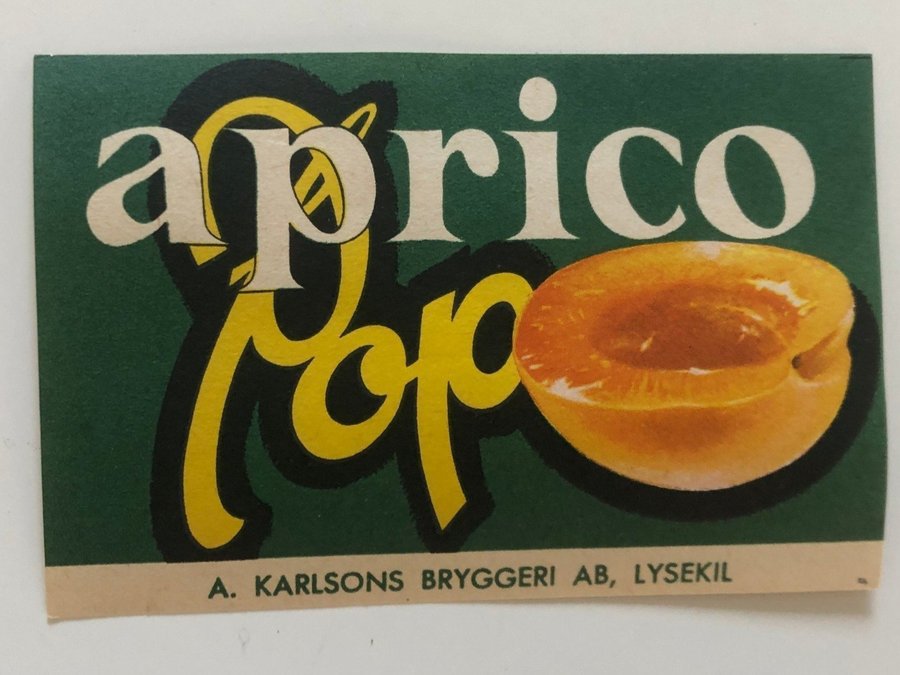 aprico
Pop
A. KARLSONS BRYGGERI AB, LYSEKIL